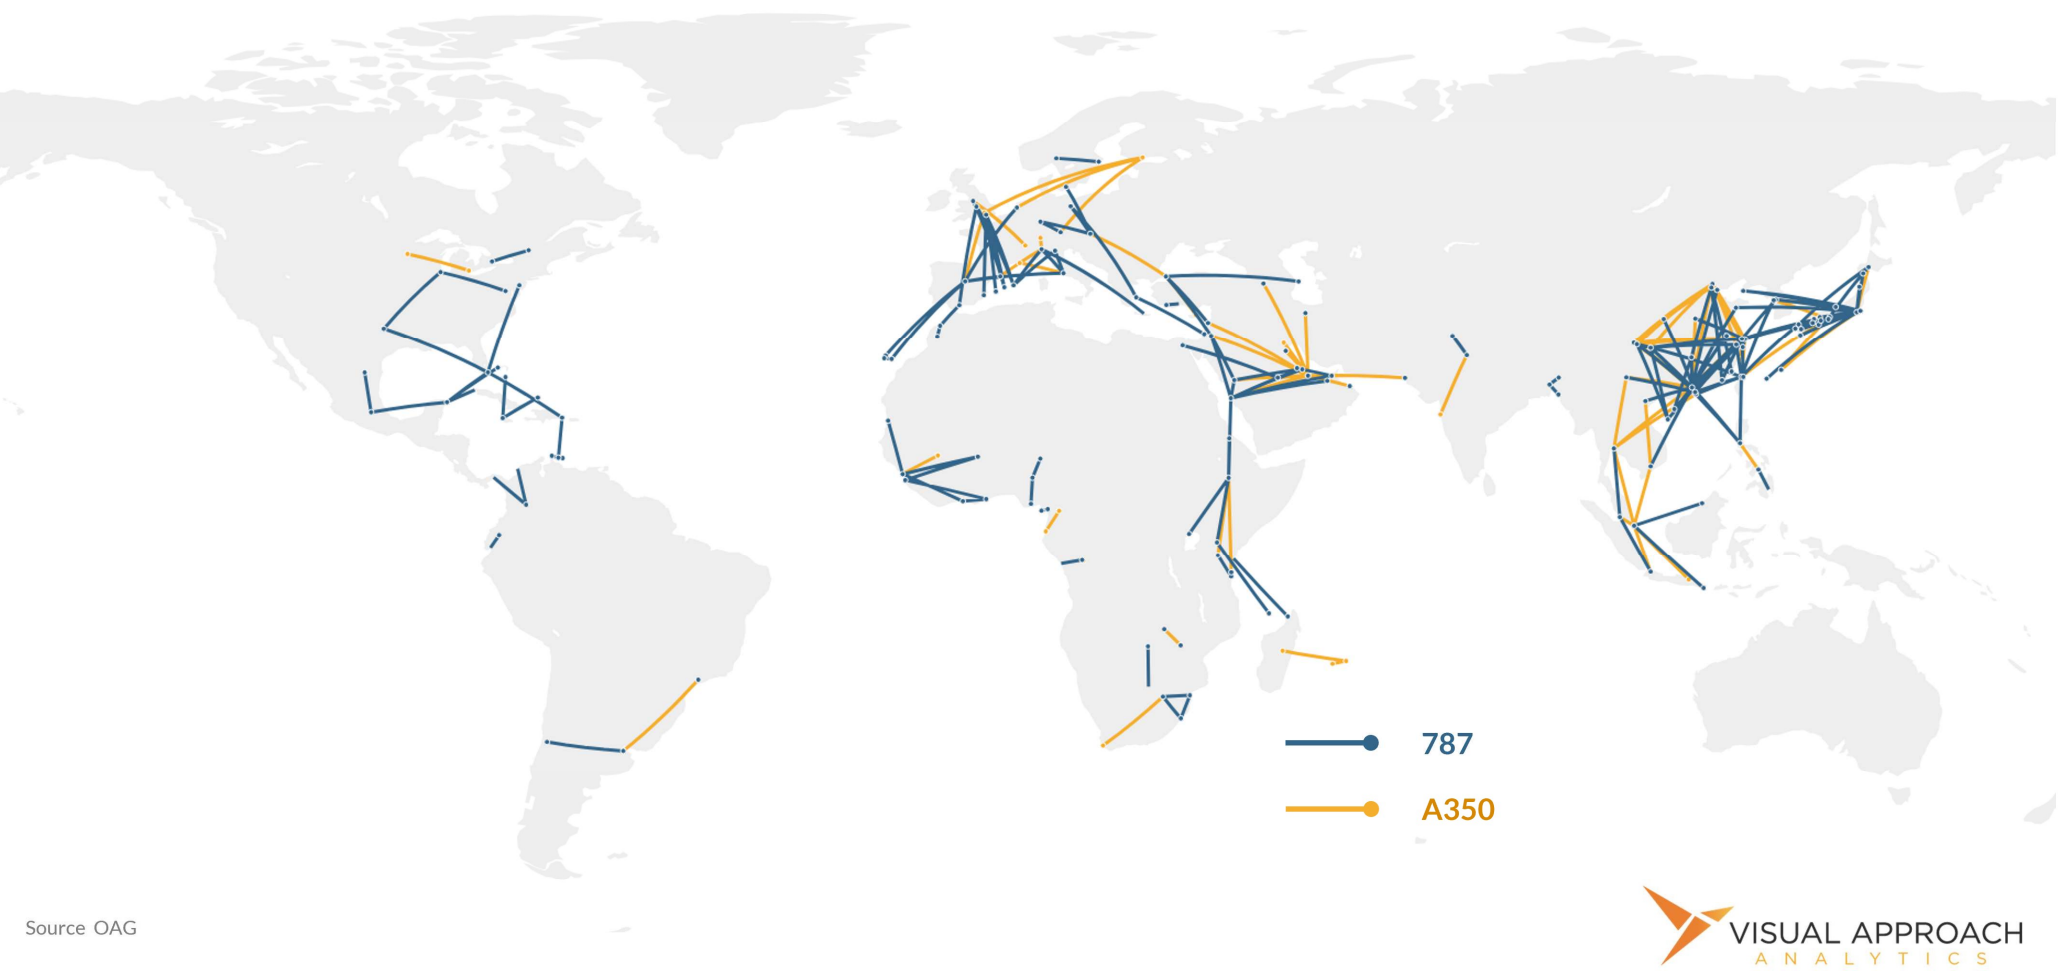 787
A350
Source OAG
VISUAL APPROACH
ANALYTICS